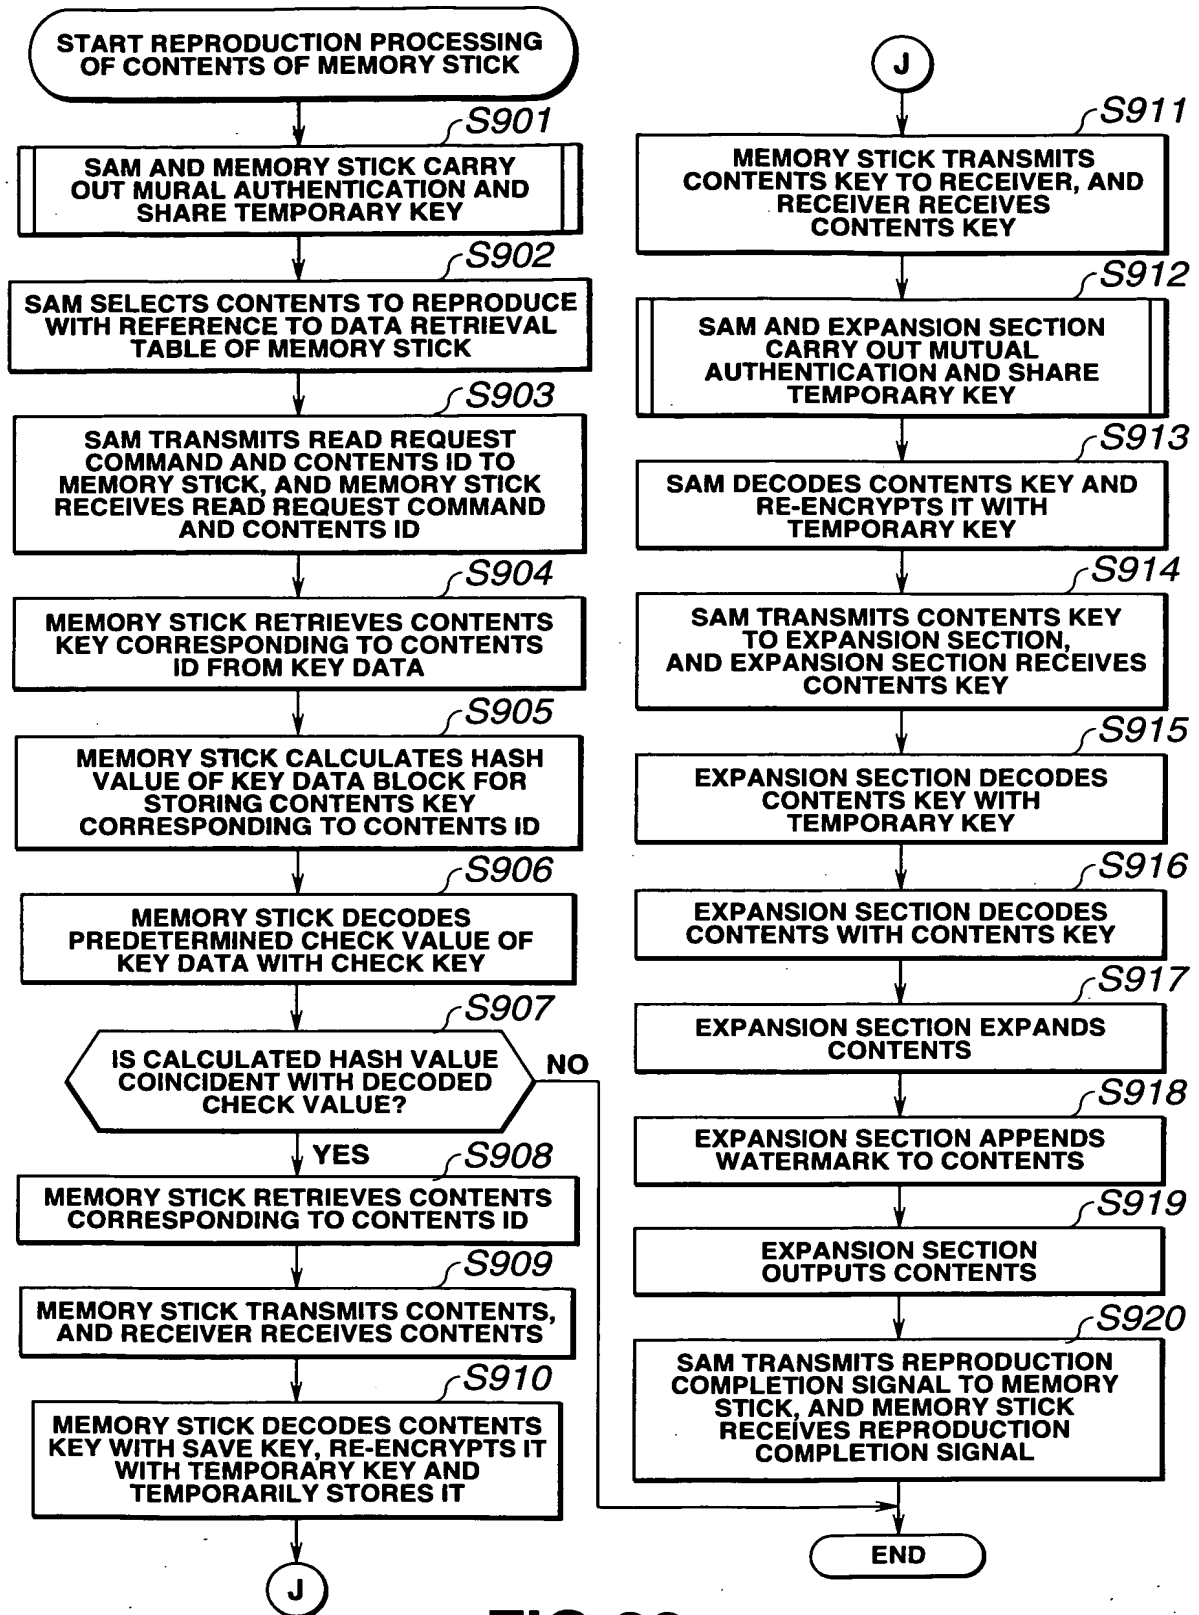 START REPRODUCTION PROCESSING
OF CONTENTS OF MEMORY STICK
S901
SAM AND MEMORY STICK CARRY
OUT MURAL AUTHENTICATION AND
SHARE TEMPORARY KEY
S902
SAM SELECTS CONTENTS TO REPRODUCE
WITH REFERENCE TO DATA RETRIEVAL
TABLE OF MEMORY STICK
S903
SAM TRANSMITS READ REQUEST
COMMAND AND CONTENTS ID TO
MEMORY STICK, AND MEMORY STICK
RECEIVES READ REQUEST COMMAND
AND CONTENTS ID
S904
MEMORY STICK RETRIEVES CONTENTS
KEY CORRESPONDING TO CONTENTS
ID FROM KEY DATA
S905
MEMORY STICK CALCULATES HASH
VALUE OF KEY DATA BLOCK FOR
STORING CONTENTS KEY
CORRESPONDING TO CONTENTS ID
S906
MEMORY STICK DECODES
PREDETERMINED CHECK VALUE OF
KEY DATA WITH CHECK KEY
S907
IS CALCULATED HASH VALUE
COINCIDENT WITH DECODED
CHECK VALUE?
NO
YES
S908
MEMORY STICK RETRIEVES CONTENTS
CORRESPONDING TO CONTENTS ID
S909
MEMORY STICK TRANSMITS CONTENTS,
AND RECEIVER RECEIVES CONTENTS
S910
MEMORY STICK DECODES CONTENTS
KEY WITH SAVE KEY, RE-ENCRYPTS IT
WITH TEMPORARY KEY AND
TEMPORARILY STORES IT
J
J
S911
MEMORY STICK TRANSMITS
CONTENTS KEY TO RECEIVER, AND
RECEIVER RECEIVES
CONTENTS KEY
S912
SAM AND EXPANSION SECTION
CARRY OUT MUTUAL
AUTHENTICATION AND SHARE
TEMPORARY KEY
S913
SAM DECODES CONTENTS KEY AND
RE-ENCRYPTS IT WITH
TEMPORARY KEY
S914
SAM TRANSMITS CONTENTS KEY
TO EXPANSION SECTION,
AND EXPANSION SECTION RECEIVES
CONTENTS KEY
S915
EXPANSION SECTION DECODES
CONTENTS KEY WITH
TEMPORARY KEY
S916
EXPANSION SECTION DECODES
CONTENTS WITH CONTENTS KEY
S917
EXPANSION SECTION EXPANDS
CONTENTS
S918
EXPANSION SECTION APPENDS
WATERMARK TO CONTENTS
S919
EXPANSION SECTION
OUTPUTS CONTENTS
S920
SAM TRANSMITS REPRODUCTION
COMPLETION SIGNAL TO MEMORY
STICK, AND MEMORY STICK
RECEIVES REPRODUCTION
COMPLETION SIGNAL
END